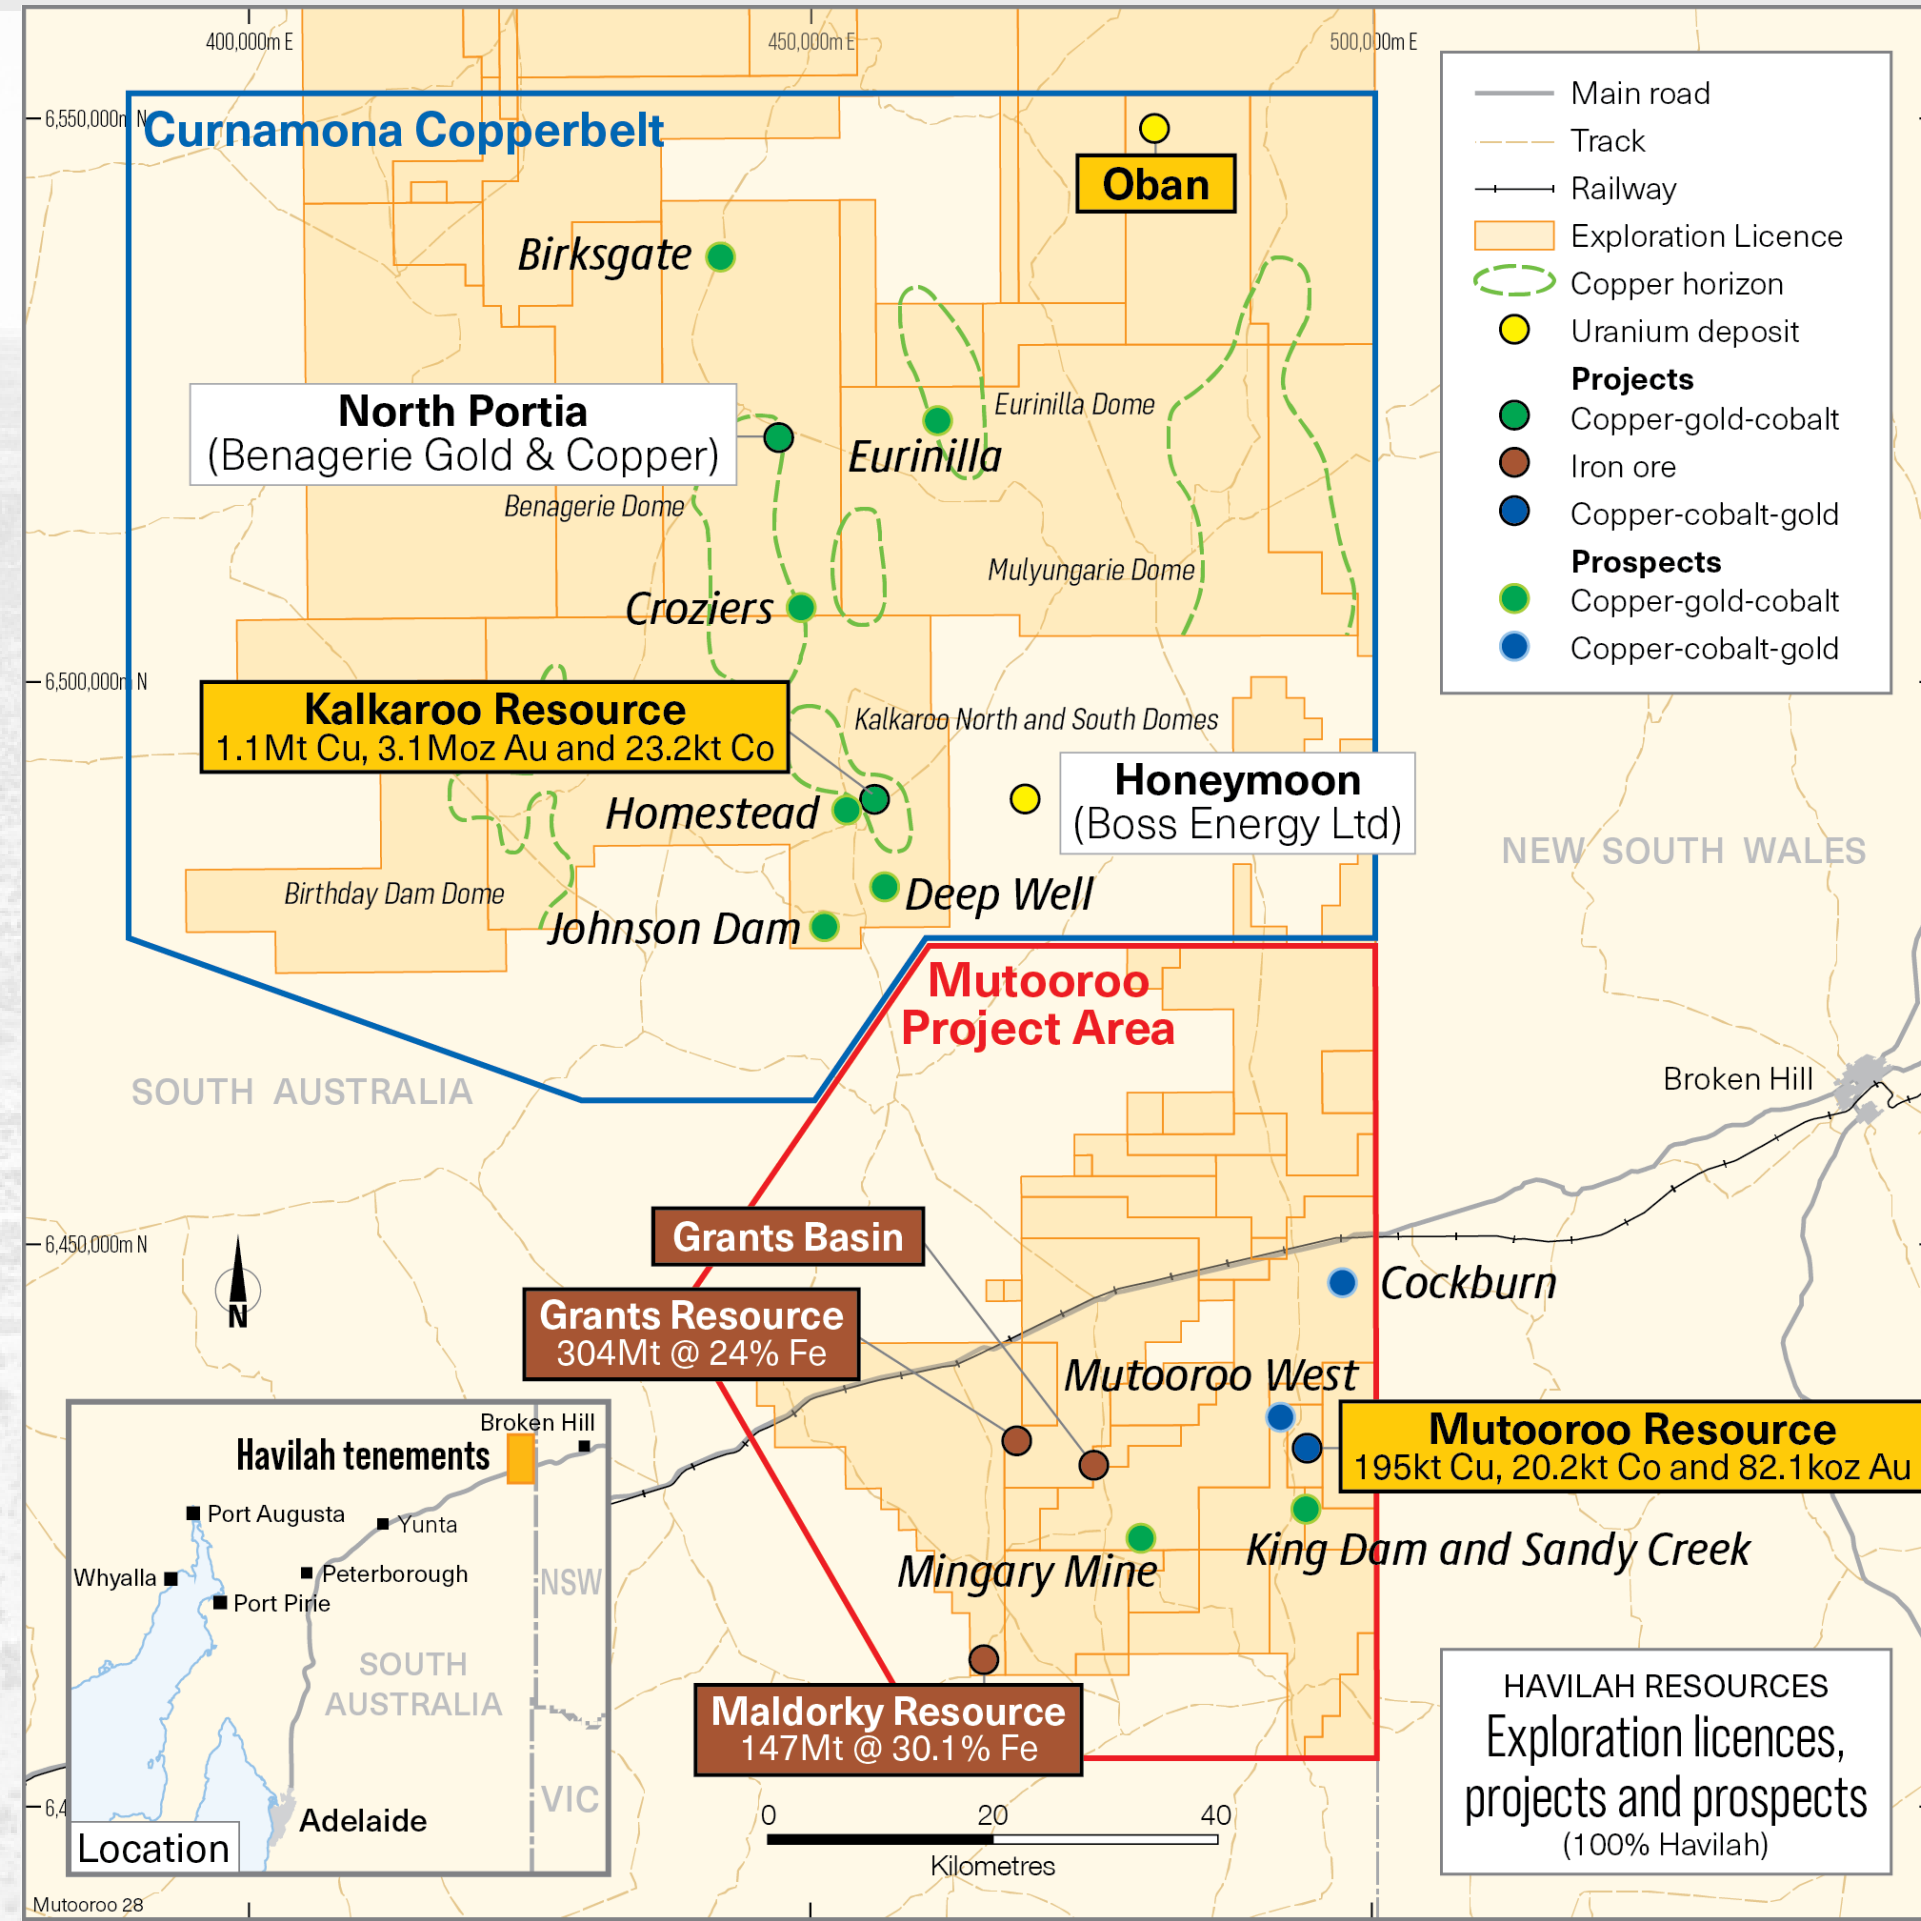 400,000m E
450,000m E
500,000m E
6,550,000m N
Curnamona Copperbelt
Oban
Birksgate
North Portia
(Benagerie Gold & Copper)
Eurinilla Dome
Eurinilla
Benagerie Dome
Mulyungarie Dome
Croziers
6,500,000m N
Kalkaroo Resource
1.1Mt Cu, 3.1Moz Au and 23.2kt Co
Kalkaroo North and South Domes
Homestead
Honeymoon
(Boss Energy Ltd)
Birthday Dam Dome
Deep Well
Johnson Dam
Main road
Track
Railway
Exploration Licence
Copper horizon
Uranium deposit
Projects
Copper-gold-cobalt
Iron ore
Copper-cobalt-gold
Prospects
Copper-gold-cobalt
Copper-cobalt-gold
NEW SOUTH WALES
Mutooroo
Project Area
SOUTH AUSTRALIA
Broken Hill
6,450,000m N
N
Grants Basin
Grants Resource
304Mt @ 24% Fe
Cockburn
Mutooroo West
Mutooroo Resource
195kt Cu, 20.2kt Co and 82.1koz Au
King Dam and Sandy Creek
Mingary Mine
Maldorky Resource
147Mt @ 30.1% Fe
Broken Hill
Havilah tenements
Port Augusta
Yunta
Whyalla
Peterborough
Port Pirie
NSW
SOUTH
AUSTRALIA
VIC
Adelaide
Location
6,4
0 20 40
Kilometres
HAVILAH RESOURCES
Exploration licences,
projects and prospects
(100% Havilah)
Mutooroo 28